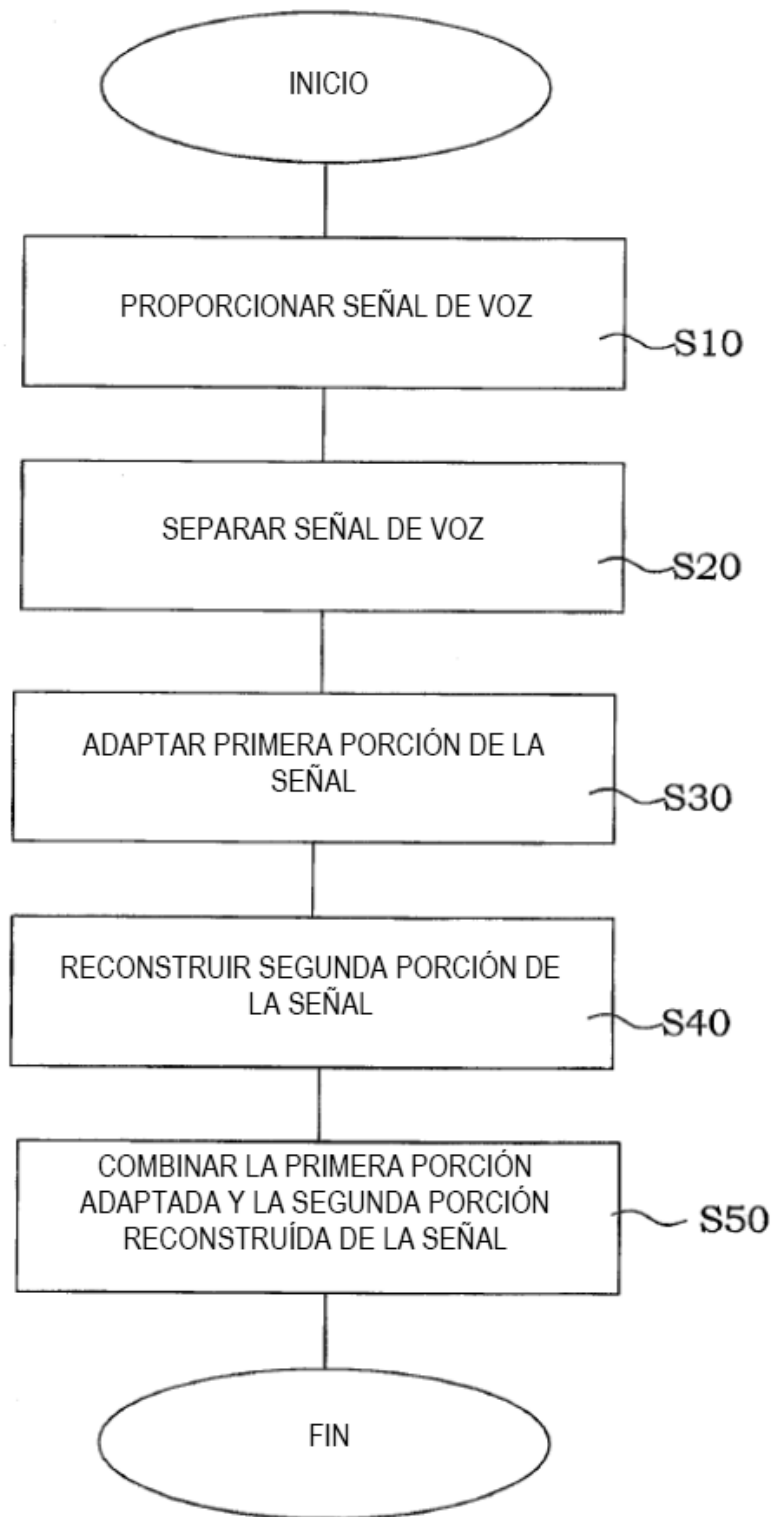 INICIO
PROPORCIONAR SEÑAL DE VOZ
S10
SEPARAR SEÑAL DE VOZ
S20
ADAPTAR PRIMERA PORCIÓN DE LA
SEÑAL
S30
RECONSTRUIR SEGUNDA PORCIÓN DE
LA SEÑAL
S40
COMBINAR LA PRIMERA PORCIÓN
ADAPTADA Y LA SEGUNDA PORCIÓN
RECONSTRUÍDA DE LA SEÑAL
S50
FIN